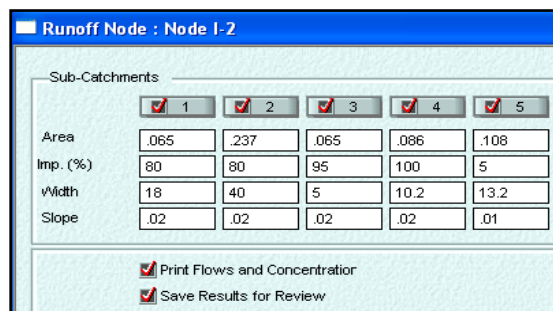 Runoff Node : Node I-2
Sub-Catchments
1 2 3 4 5
Area .065 .237 .065 .086 .108
Imp. (%) 80 80 95 100 5
Width 18 40 5 10.2 13.2
Slope .02 .02 .02 .02 .01
Print Flows and Concentration
Save Results for Review